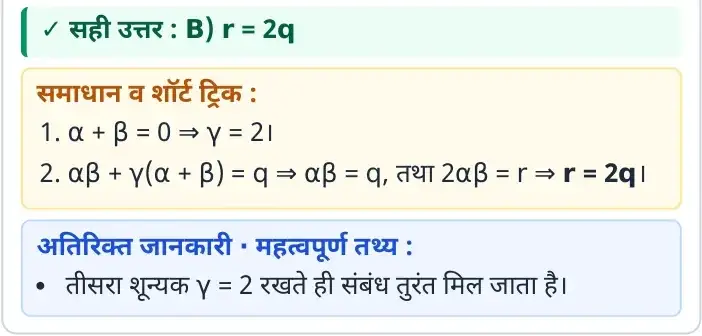 ✓ सही उत्तर : B) r = 2q
समाधान व शॉर्ट ट्रिक :
1. α + β = 0 ⇒ γ = 2।
2. αβ + γ(α + β) = q ⇒ αβ = q, तथा 2αβ = r ⇒ r = 2q।
अतिरिक्त जानकारी · महत्वपूर्ण तथ्य :
• तीसरा शून्यक γ = 2 रखते ही संबंध तुरंत मिल जाता है।